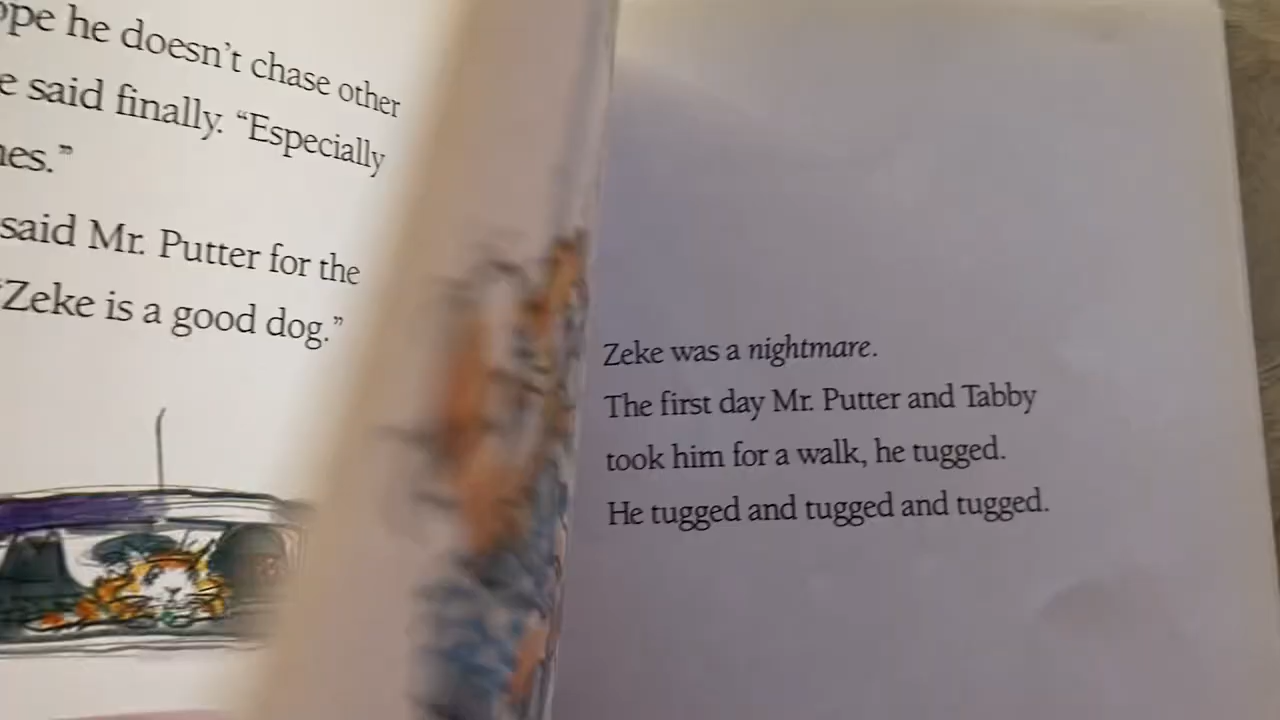 he doesn't chase other
said finally. “Especially
said Mr. Putter for the
“Zeke is a good dog.”
Zeke was a nightmare.
The first day Mr. Putter and Tabby
took him for a walk, he tugged.
He tugged and tugged and tugged.